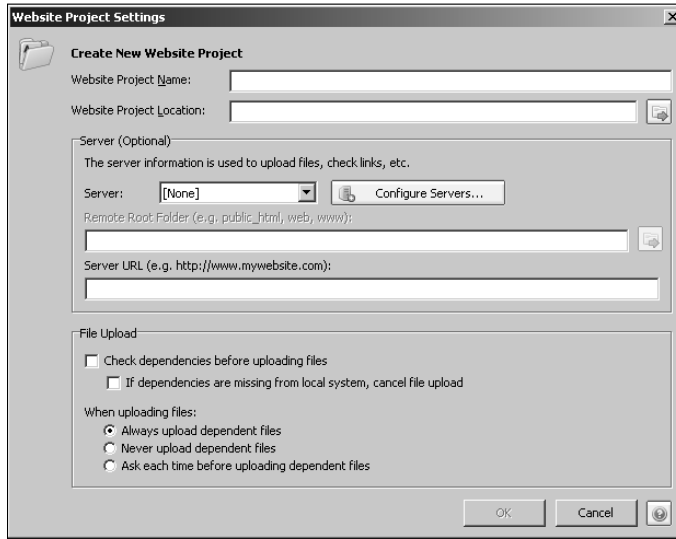 Website Project Settings
Create New Website Project
Website Project Name:
Website Project Location:
Server (Optional)
The server information is used to upload files, check links, etc.
Server: [None] Configure Servers...
Remote Root Folder (e.g. public_html, web, www):
Server URL (e.g. http://www.mywebsite.com):
File Upload
Check dependencies before uploading files
If dependencies are missing from local system, cancel file upload
When uploading files:
Always upload dependent files
Never upload dependent files
Ask each time before uploading dependent files
OK Cancel